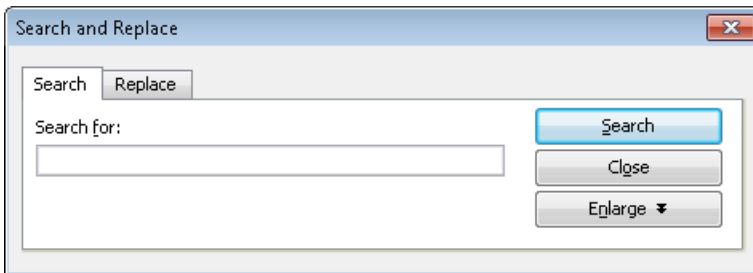 Search and Replace
Search Replace
Search for:
Search
Close
Enlarge